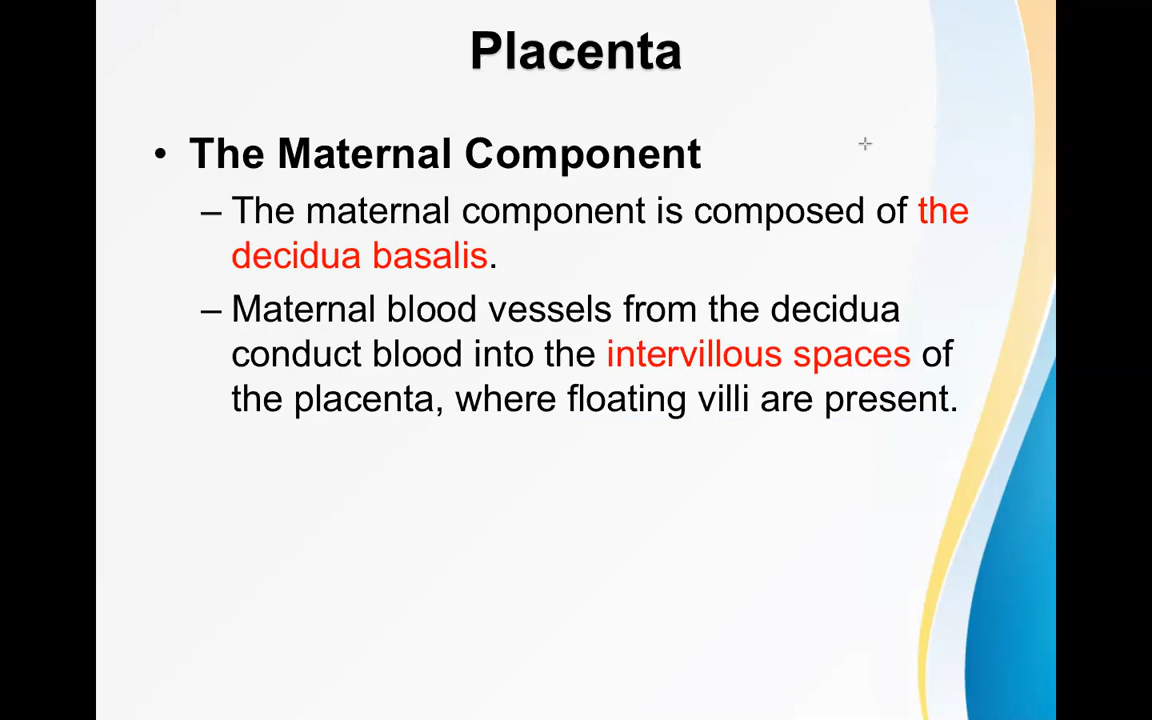 Placenta
• The Maternal Component
– The maternal component is composed of the
decidua basalis.
– Maternal blood vessels from the decidua
conduct blood into the intervillous spaces of
the placenta, where floating villi are present.